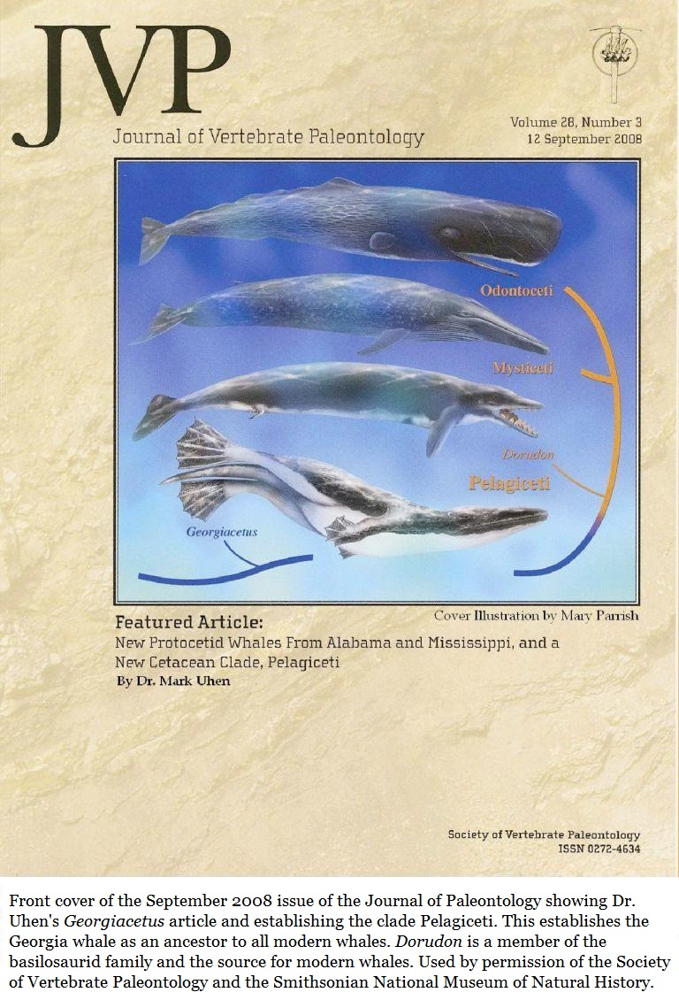 JVP
Journal of Vertebrate Paleontology
Volume 28, Number 3
12 September 2008
Odontoceti
Mysticeti
Dorudon
Pelagiceti
Georgiacetus
Cover Illustration by Mary Parrish
Featured Article:
New Protocetid Whales From Alabama and Mississippi, and a
New Cetacean Clade, Pelagiceti
By Dr. Mark Uhen
Society of Vertebrate Paleontology
ISSN 0272-4634
Front cover of the September 2008 issue of the Journal of Paleontology showing Dr.
Uhen's Georgiacetus article and establishing the clade Pelagiceti. This establishes the
Georgia whale as an ancestor to all modern whales. Dorudon is a member of the
basilosaurid family and the source for modern whales. Used by permission of the Society
of Vertebrate Paleontology and the Smithsonian National Museum of Natural History.